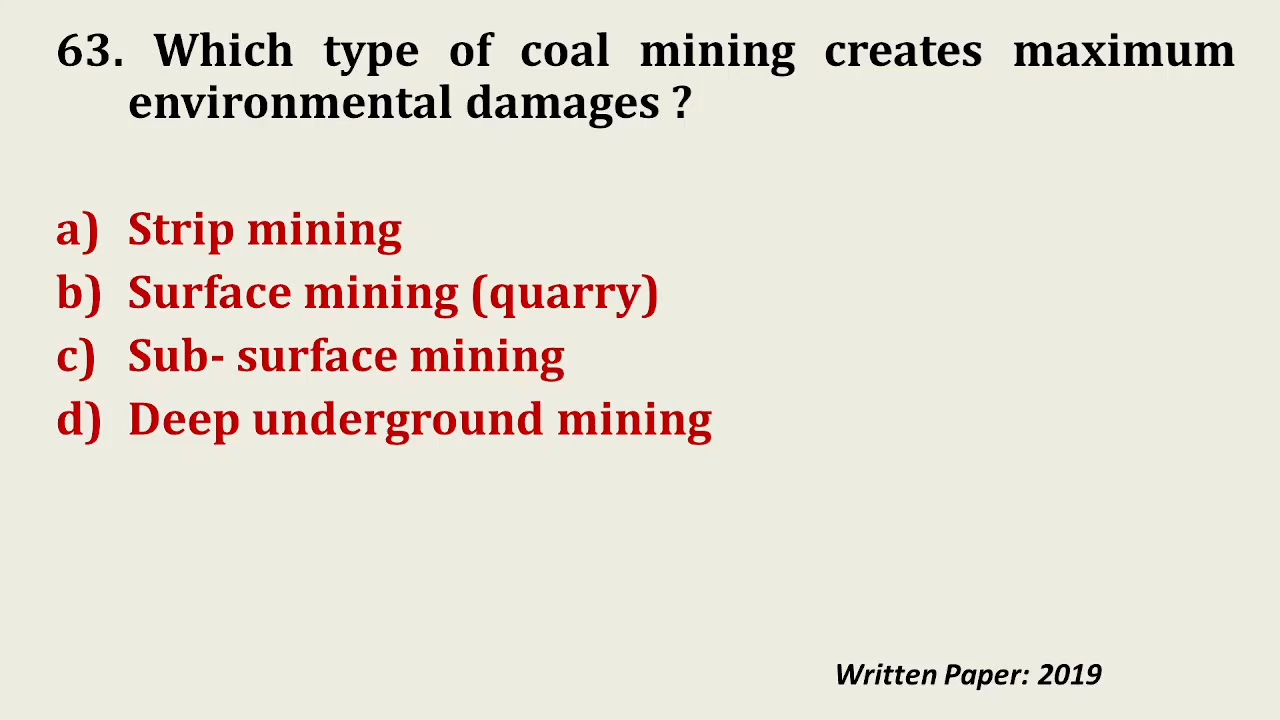 63. Which type of coal mining creates maximum
environmental damages ?
a) Strip mining
b) Surface mining (quarry)
c) Sub- surface mining
d) Deep underground mining
Written Paper: 2019